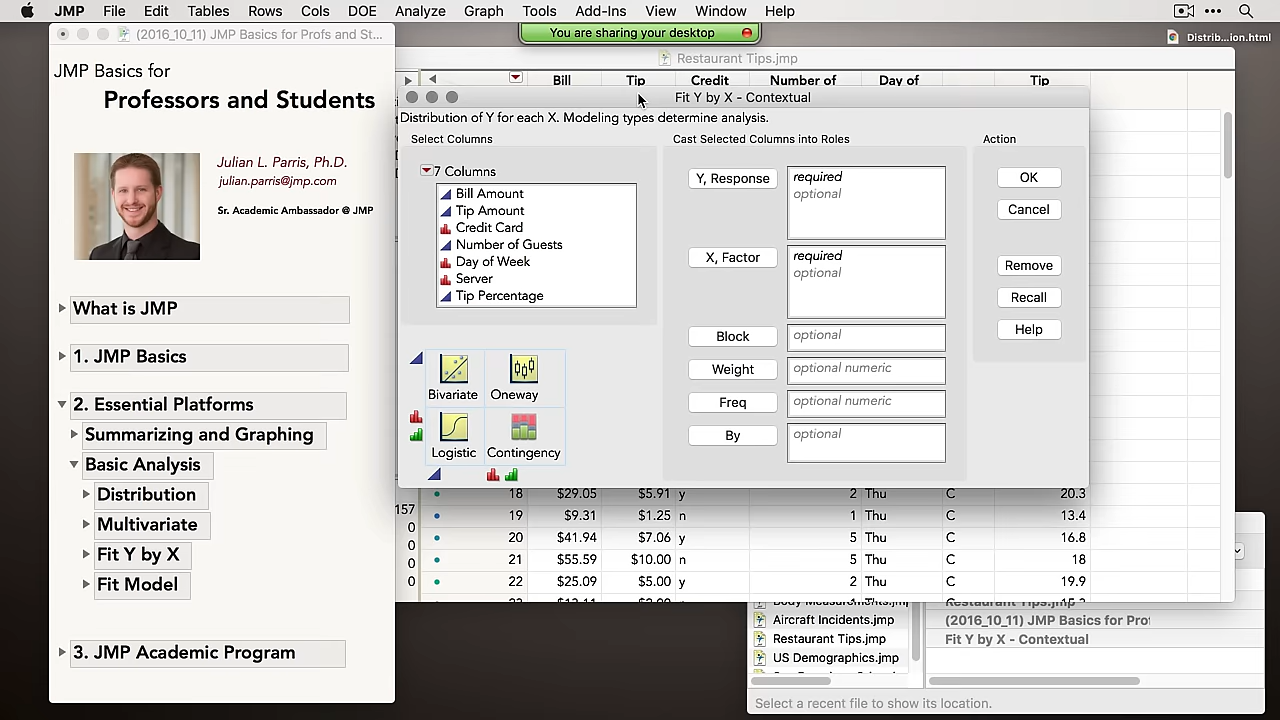 JMP File Edit Tables Rows Cols DOE Analyze Graph Tools Add-Ins View Window Help
You are sharing your desktop
Distrib...ion.html
(2016_10_11) JMP Basics for Profs and St...
JMP Basics for
Professors and Students
Julian L. Parris, Ph.D.
julian.parris@jmp.com
Sr. Academic Ambassador @ JMP
What is JMP
1. JMP Basics
2. Essential Platforms
Summarizing and Graphing
Basic Analysis
Distribution
Multivariate
Fit Y by X
Fit Model
3. JMP Academic Program
Restaurant Tips.jmp
Bill Tip Credit Number of Day of Tip
Fit Y by X - Contextual
Distribution of Y for each X. Modeling types determine analysis.
Select Columns
7 Columns
Bill Amount
Tip Amount
Credit Card
Number of Guests
Day of Week
Server
Tip Percentage
Bivariate Oneway
Logistic Contingency
Cast Selected Columns into Roles
Y, Response required
optional
X, Factor required
optional
Block optional
Weight optional numeric
Freq optional numeric
By optional
Action
OK
Cancel
Remove
Recall
Help
18 $29.05 $5.91 y 2 Thu C 20.3
157 19 $9.31 $1.25 n 1 Thu C 13.4
0 20 $41.94 $7.06 y 5 Thu C 16.8
0 21 $55.59 $10.00 n 5 Thu C 18
0 22 $25.09 $5.00 y 2 Thu C 19.9
Aircraft Incidents.jmp
Restaurant Tips.jmp
US Demographics.jmp
Restaurant Tips.jmp
(2016_10_11) JMP Basics for Pro
Fit Y by X - Contextual
Select a recent file to show its location.